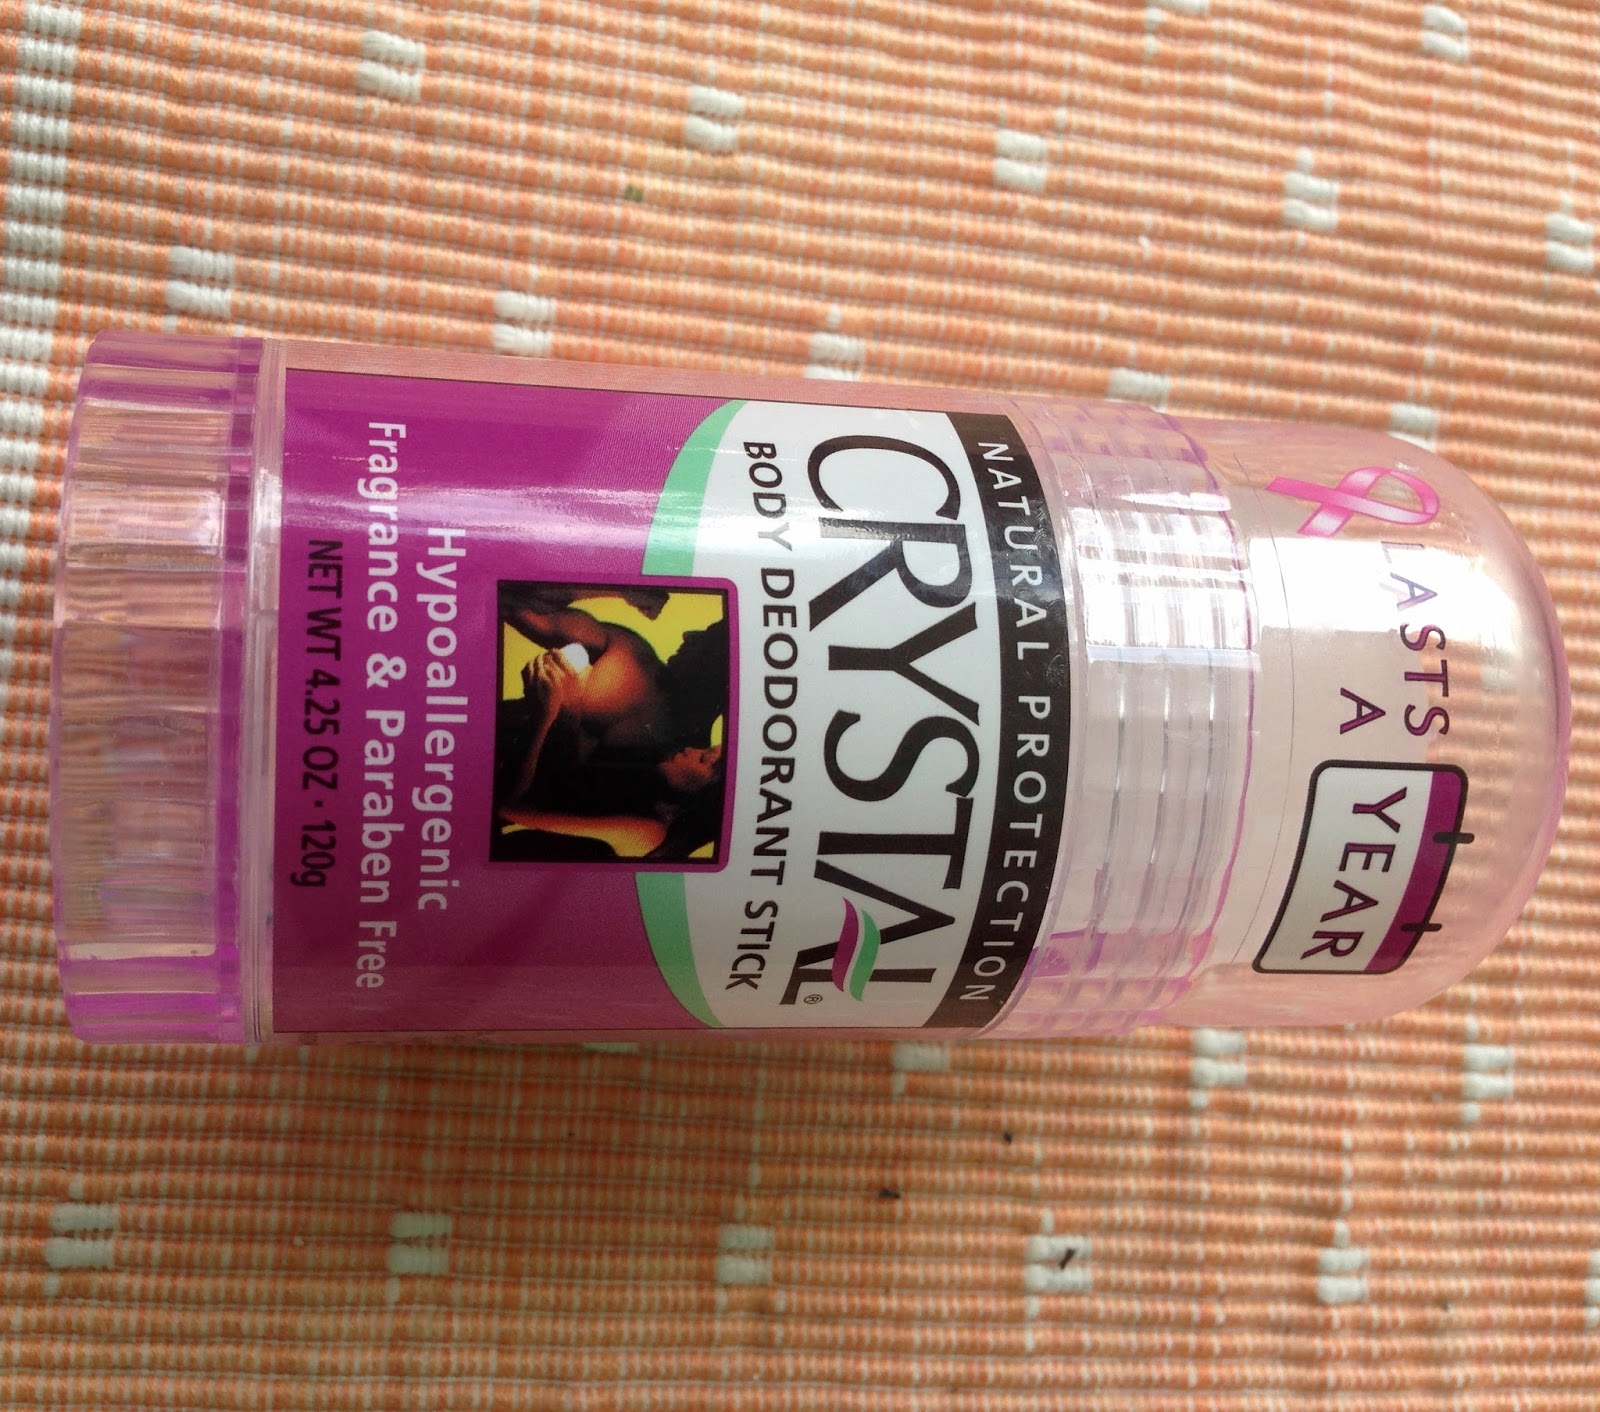 LASTS
A
YEAR
NATURAL PROTECTION
CRYSTAL®
BODY DEODORANT STICK
Hypoallergenic
Fragrance & Paraben Free
NET WT 4.25 OZ · 120g